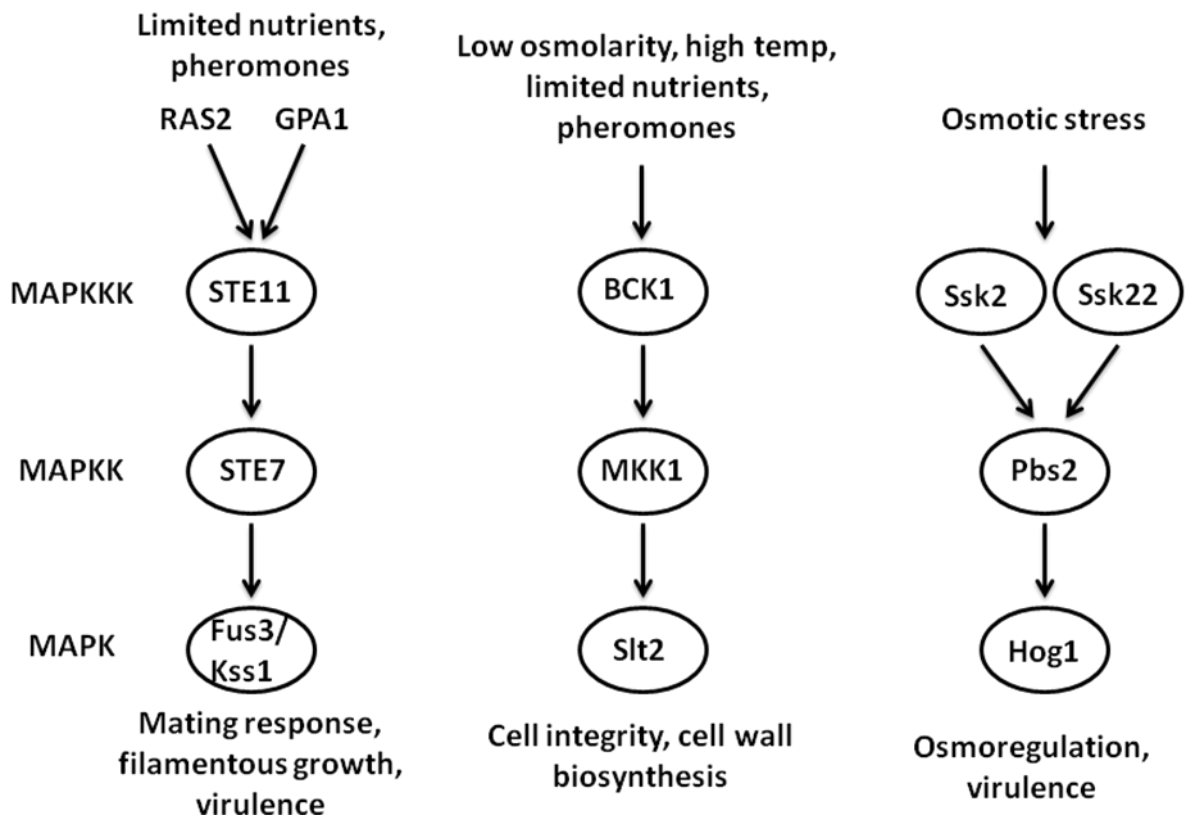 Limited nutrients,
pheromones
RAS2 GPA1
Low osmolarity, high temp,
limited nutrients,
pheromones
Osmotic stress
MAPKKK
STE11
BCK1
Ssk2
Ssk22
MAPKK
STE7
MKK1
Pbs2
MAPK
Fus3/
Kss1
Slt2
Hog1
Mating response,
filamentous growth,
virulence
Cell integrity, cell wall
biosynthesis
Osmoregulation,
virulence